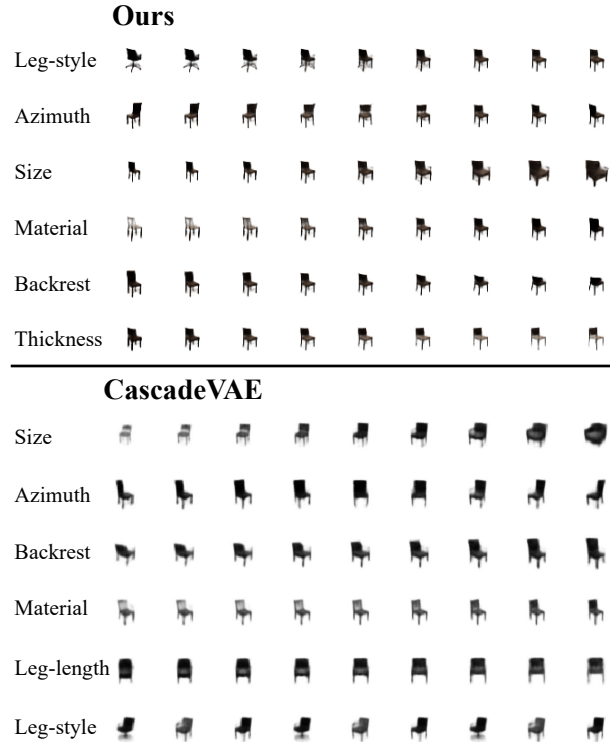 Ours
Leg-style
Azimuth
Size
Material
Backrest
Thickness
CascadeVAE
Size
Azimuth
Backrest
Material
Leg-length
Leg-style